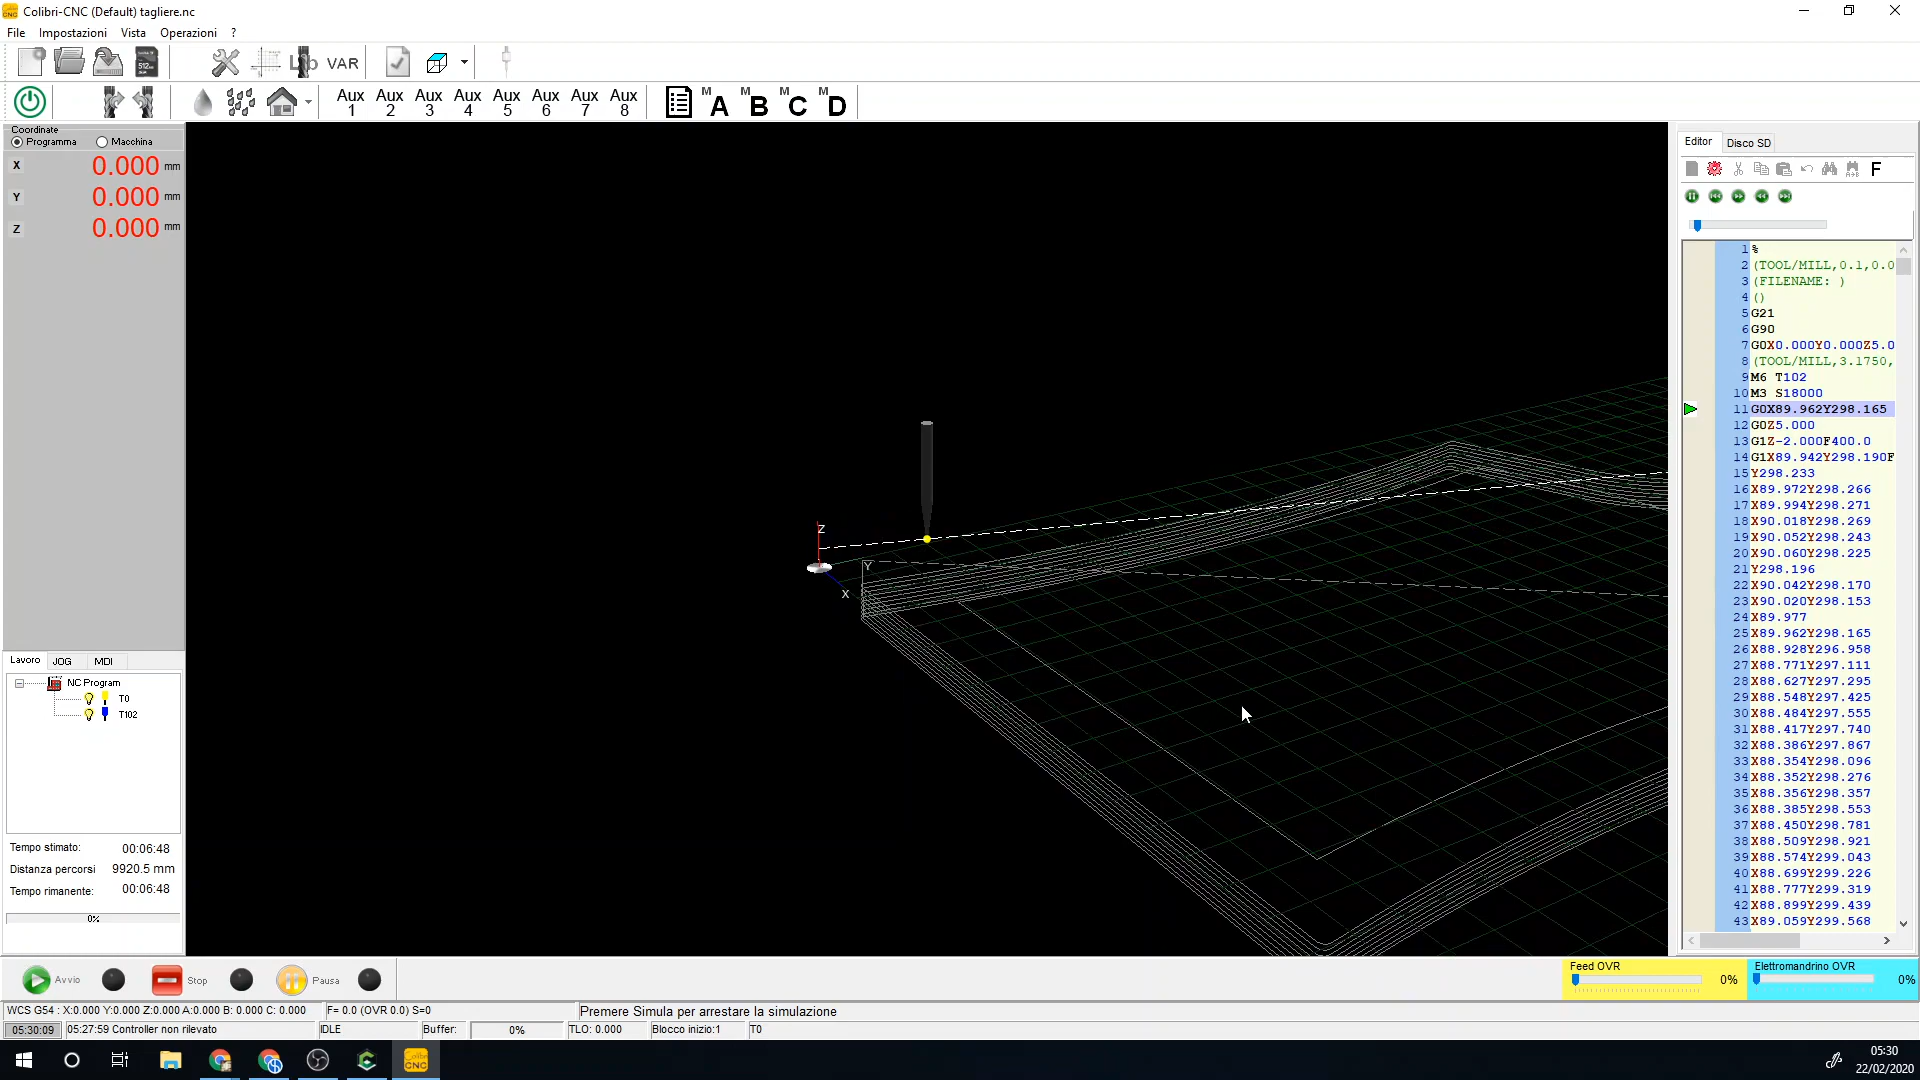 Colibri-CNC (Default) tagliere.nc
File Impostazioni Vista Operazioni ?
VAR
Aux 1 Aux 2 Aux 3 Aux 4 Aux 5 Aux 6 Aux 7 Aux 8 M A M B M C M D
Coordinate
Programma Macchina
X 0.000 mm
Y 0.000 mm
Z 0.000 mm
Z
Y
X
Lavoro JOG MDI
NC Program
T0
T102
Tempo stimato: 00:06:48
Distanza percorsi 9920.5 mm
Tempo rimanente: 00:06:48
0%
Editor Disco SD
F
1 %
2 (TOOL/MILL,0.1,0.0
3 (FILENAME: )
4 ()
5 G21
6 G90
7 G0X0.000Y0.000Z5.0
8 (TOOL/MILL,3.1750,
9 M6 T102
10 M3 S18000
11 G0X89.962Y298.165
12 G0Z5.000
13 G1Z-2.000F400.0
14 G1X89.942Y298.190F
15 Y298.233
16 X89.972Y298.266
17 X89.994Y298.271
18 X90.018Y298.269
19 X90.052Y298.243
20 X90.060Y298.225
21 Y298.196
22 X90.042Y298.170
23 X90.020Y298.153
24 X89.977
25 X89.962Y298.165
26 X88.928Y296.958
27 X88.771Y297.111
28 X88.627Y297.295
29 X88.548Y297.425
30 X88.484Y297.555
31 X88.417Y297.740
32 X88.386Y297.867
33 X88.354Y298.096
34 X88.352Y298.276
35 X88.356Y298.357
36 X88.385Y298.553
37 X88.450Y298.781
38 X88.509Y298.921
39 X88.574Y299.043
40 X88.699Y299.226
41 X88.777Y299.319
42 X88.899Y299.439
43 X89.059Y299.568
Avvio Stop Pausa
Feed OVR 0%
Elettromandrino OVR 0%
WCS G54 : X:0.000 Y:0.000 Z:0.000 A:0.000 B: 0.000 C: 0.000 F= 0.0 (OVR 0.0) S=0 Premere Simula per arrestare la simulazione
05:30:09 05:27:59 Controller non rilevato IDLE Buffer: 0% TLO: 0.000 Blocco inizio:1 T0
05:30
22/02/2020